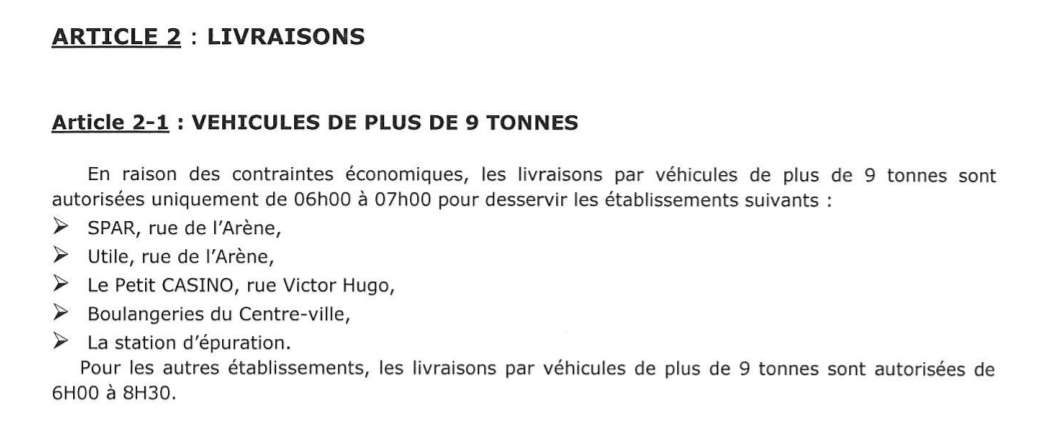 ARTICLE 2 : LIVRAISONS
Article 2-1 : VEHICULES DE PLUS DE 9 TONNES
En raison des contraintes économiques, les livraisons par véhicules de plus de 9 tonnes sont
autorisées uniquement de 06h00 à 07h00 pour desservir les établissements suivants :
➢ SPAR, rue de l'Arène,
➢ Utile, rue de l'Arène,
➢ Le Petit CASINO, rue Victor Hugo,
➢ Boulangeries du Centre-ville,
➢ La station d'épuration.
Pour les autres établissements, les livraisons par véhicules de plus de 9 tonnes sont autorisées de
6H00 à 8H30.